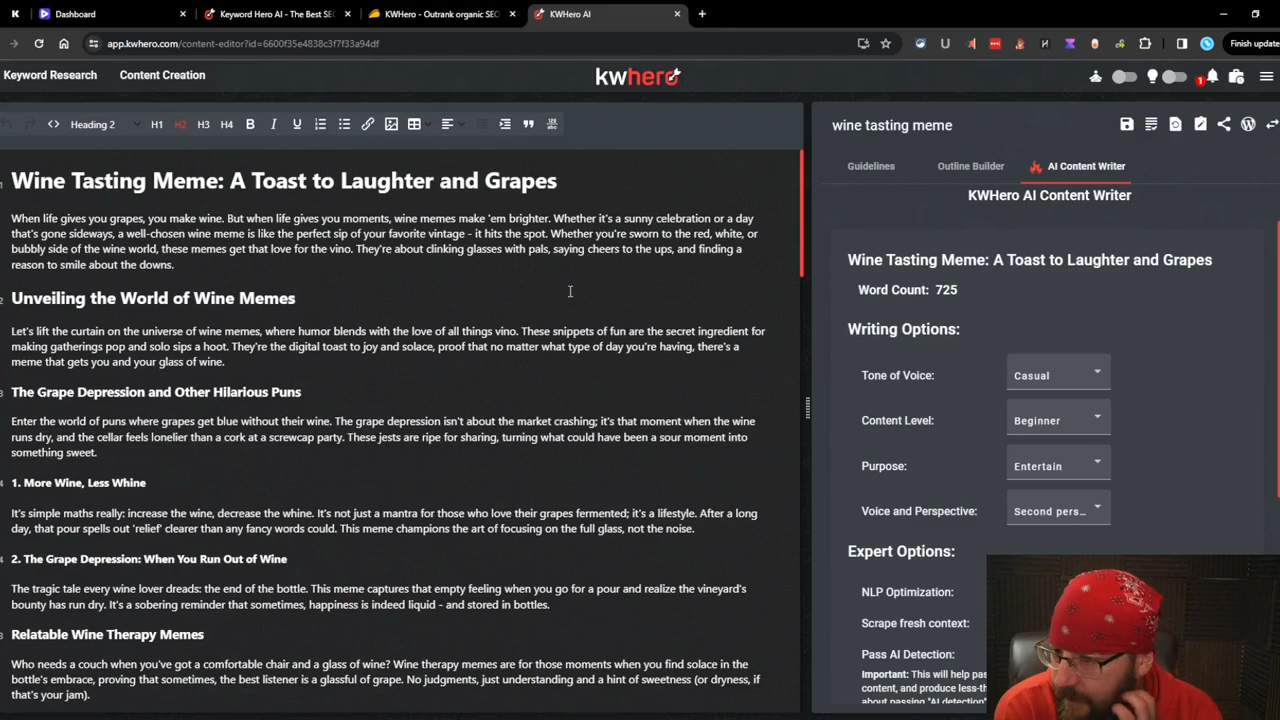 Dashboard
Keyword Hero AI - The Best SE
KWHero - Outrank organic SEO
KWHero AI
app.kwhero.com/content-editor?id=6600f35e4838c3f7f33a94df
Finish update
Keyword Research
Content Creation
kwhero
1
Heading 2
H1
H2
H3
H4
B
I
U
wine tasting meme
Guidelines
Outline Builder
AI Content Writer
KWHero AI Content Writer
Wine Tasting Meme: A Toast to Laughter and Grapes
When life gives you grapes, you make wine. But when life gives you moments, wine memes make 'em brighter. Whether it's a sunny celebration or a day
that's gone sideways, a well-chosen wine meme is like the perfect sip of your favorite vintage - it hits the spot. Whether you're sworn to the red, white, or
bubbly side of the wine world, these memes get that love for the vino. They're about clinking glasses with pals, saying cheers to the ups, and finding a
reason to smile about the downs.
Unveiling the World of Wine Memes
Let's lift the curtain on the universe of wine memes, where humor blends with the love of all things vino. These snippets of fun are the secret ingredient for
making gatherings pop and solo sips a hoot. They're the digital toast to joy and solace, proof that no matter what type of day you're having, there's a
meme that gets you and your glass of wine.
The Grape Depression and Other Hilarious Puns
Enter the world of puns where grapes get blue without their wine. The grape depression isn't about the market crashing; it's that moment when the wine
runs dry, and the cellar feels lonelier than a cork at a screwcap party. These jests are ripe for sharing, turning what could have been a sour moment into
something sweet.
1. More Wine, Less Whine
It's simple maths really: increase the wine, decrease the whine. It's not just a mantra for those who love their grapes fermented; it's a lifestyle. After a long
day, that pour spells out 'relief' clearer than any fancy words could. This meme champions the art of focusing on the full glass, not the noise.
2. The Grape Depression: When You Run Out of Wine
The tragic tale every wine lover dreads: the end of the bottle. This meme captures that empty feeling when you go for a pour and realize the vineyard's
bounty has run dry. It's a sobering reminder that sometimes, happiness is indeed liquid - and stored in bottles.
Relatable Wine Therapy Memes
Who needs a couch when you've got a comfortable chair and a glass of wine? Wine therapy memes are for those moments when you find solace in the
bottle's embrace, proving that sometimes, the best listener is a glassful of grape. No judgments, just understanding and a hint of sweetness (or dryness, if
that's your jam).
Wine Tasting Meme: A Toast to Laughter and Grapes
Word Count: 725
Writing Options:
Tone of Voice:
Casual
Content Level:
Beginner
Purpose:
Entertain
Voice and Perspective:
Second pers...
Expert Options:
NLP Optimization:
Scrape fresh context:
Pass AI Detection:
Important: This will help pas
content, and produce less-th
about passing "AI detection"